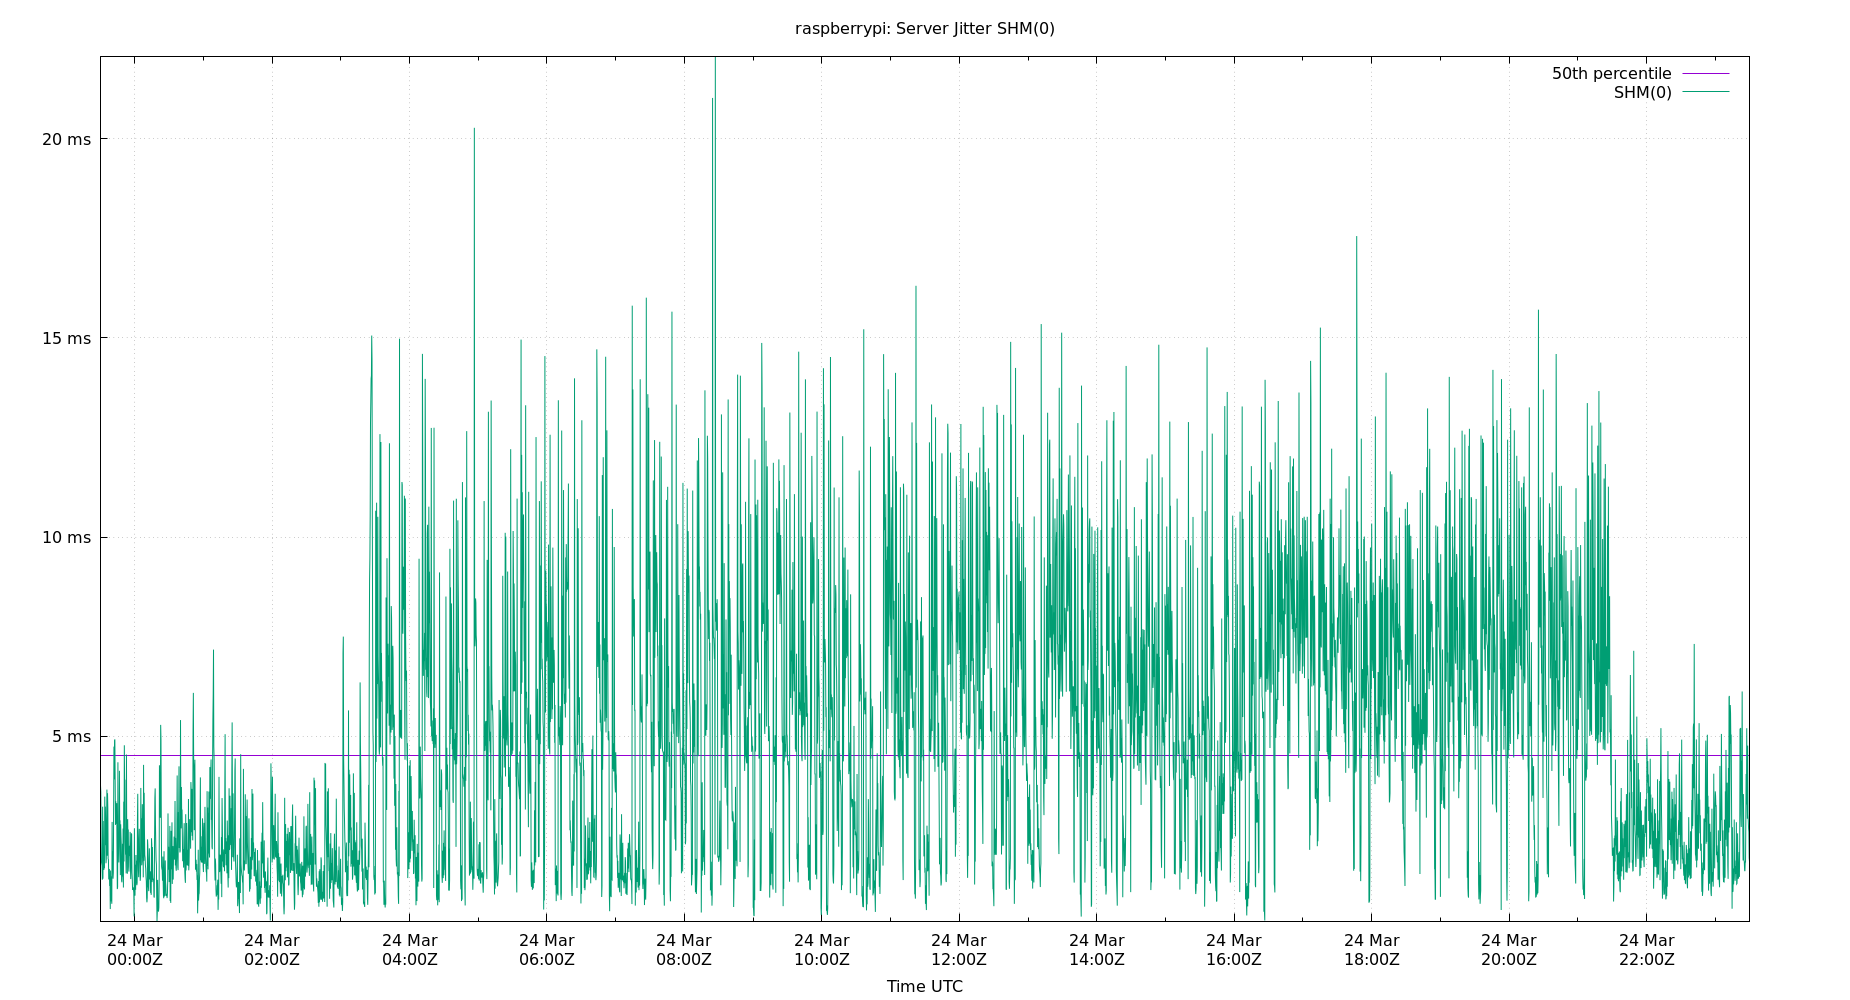 raspberrypi: Server Jitter SHM(0)
50th percentile
SHM(0)
20 ms
15 ms
10 ms
5 ms
24 Mar 24 Mar 24 Mar 24 Mar 24 Mar 24 Mar 24 Mar 24 Mar 24 Mar 24 Mar 24 Mar 24 Mar
00:00Z 02:00Z 04:00Z 06:00Z 08:00Z 10:00Z 12:00Z 14:00Z 16:00Z 18:00Z 20:00Z 22:00Z
Time UTC